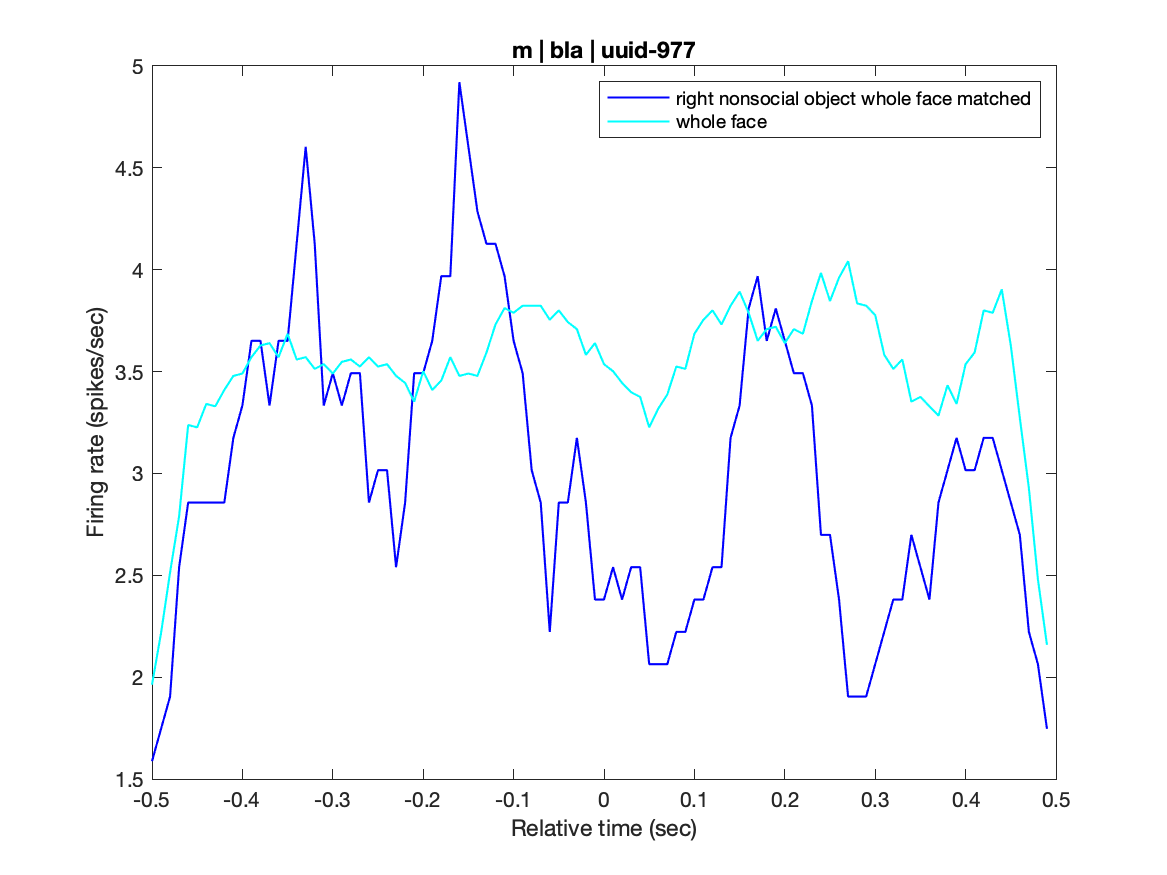 m | bla | uuid-977
5
4.5
4
3.5
3
2.5
2
1.5
Firing rate (spikes/sec)
right nonsocial object whole face matched
whole face
-0.5 -0.4 -0.3 -0.2 -0.1 0 0.1 0.2 0.3 0.4 0.5
Relative time (sec)